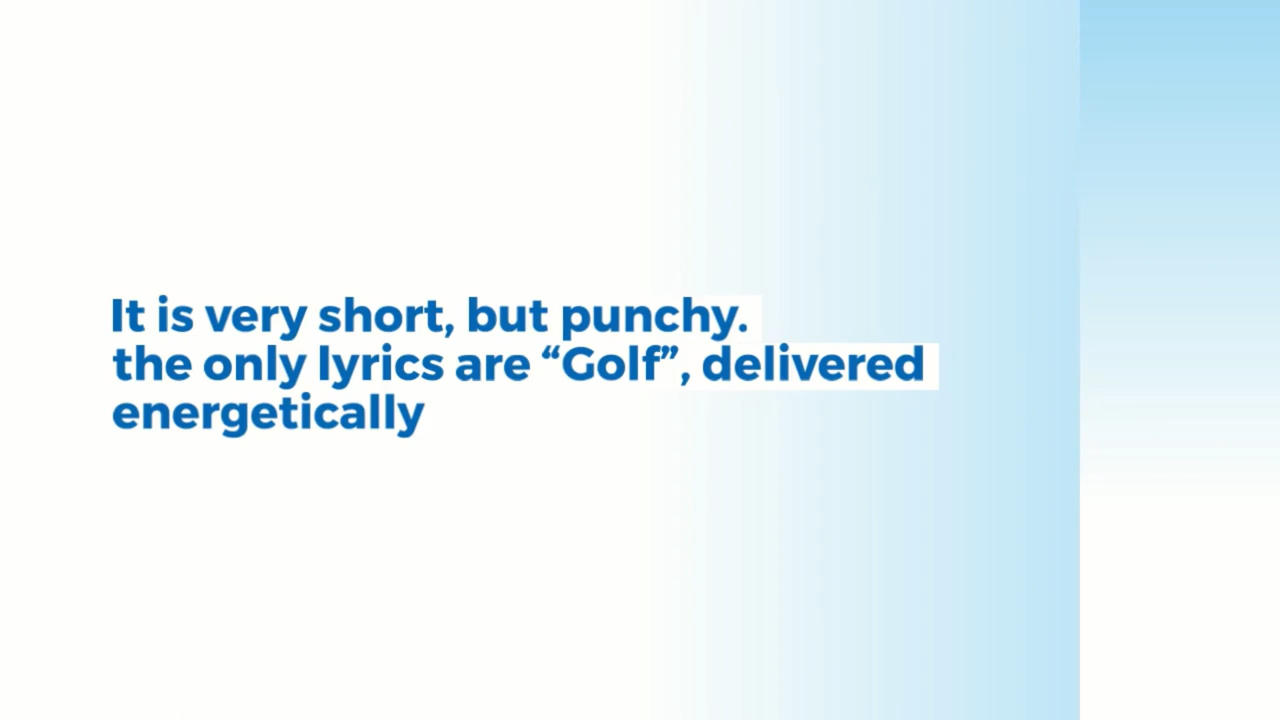 It is very short, but punchy.
the only lyrics are “Golf”, delivered
energetically